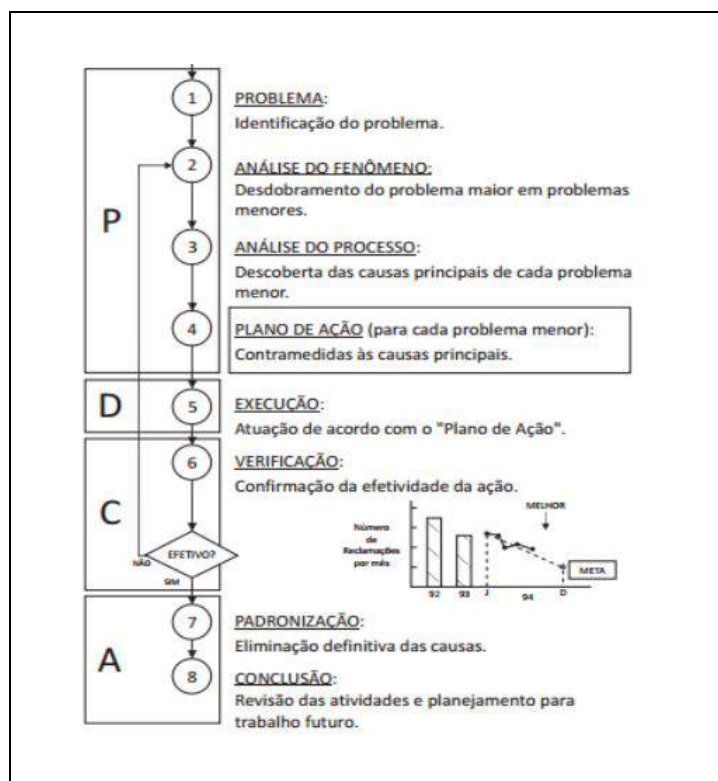 P
1
PROBLEMA:
Identificação do problema.
2
ANÁLISE DO FENÔMENO:
Desdobramento do problema maior em problemas
menores.
3
ANÁLISE DO PROCESSO:
Descoberta das causas principais de cada problema
menor.
4
PLANO DE AÇÃO (para cada problema menor):
Contramedidas às causas principais.
D
5
EXECUÇÃO:
Atuação de acordo com o "Plano de Ação".
C
6
VERIFICAÇÃO:
Confirmação da efetividade da ação.
EFETIVO?
NÃO
SIM
Número
de
Reclamações
por mês
MELHOR
META
92 93 J 94 D
A
7
PADRONIZAÇÃO:
Eliminação definitiva das causas.
8
CONCLUSÃO:
Revisão das atividades e planejamento para
trabalho futuro.